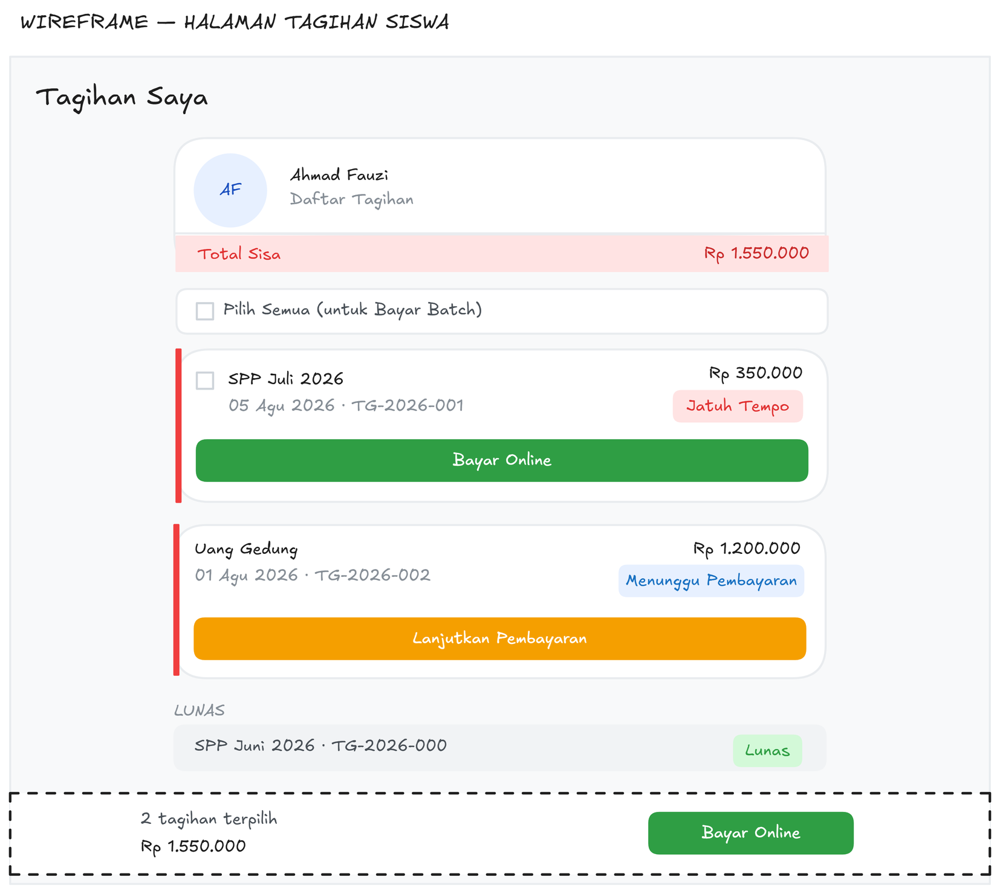 WIREFRAME — HALAMAN TAGIHAN SISWA
Tagihan Saya
AF
Ahmad Fauzi
Daftar Tagihan
Total Sisa
Rp 1.550.000
Pilih Semua (untuk Bayar Batch)
SPP Juli 2026
Rp 350.000
05 Agu 2026 · TG-2026-001
Jatuh Tempo
Bayar Online
Uang Gedung
Rp 1.200.000
01 Agu 2026 · TG-2026-002
Menunggu Pembayaran
Lanjutkan Pembayaran
LUNAS
SPP Juni 2026 · TG-2026-000
Lunas
2 tagihan terpilih
Rp 1.550.000
Bayar Online